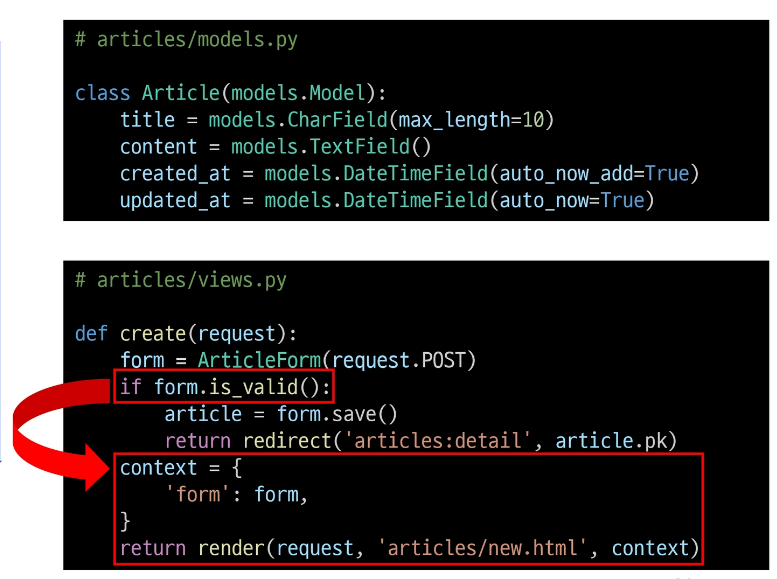 # articles/models.py
class Article(models.Model):
    title = models.CharField(max_length=10)
    content = models.TextField()
    created_at = models.DateTimeField(auto_now_add=True)
    updated_at = models.DateTimeField(auto_now=True)
# articles/views.py
def create(request):
    form = ArticleForm(request.POST)
    if form.is_valid():
        article = form.save()
        return redirect('articles:detail', article.pk)
    context = {
        'form': form,
    }
    return render(request, 'articles/new.html', context)